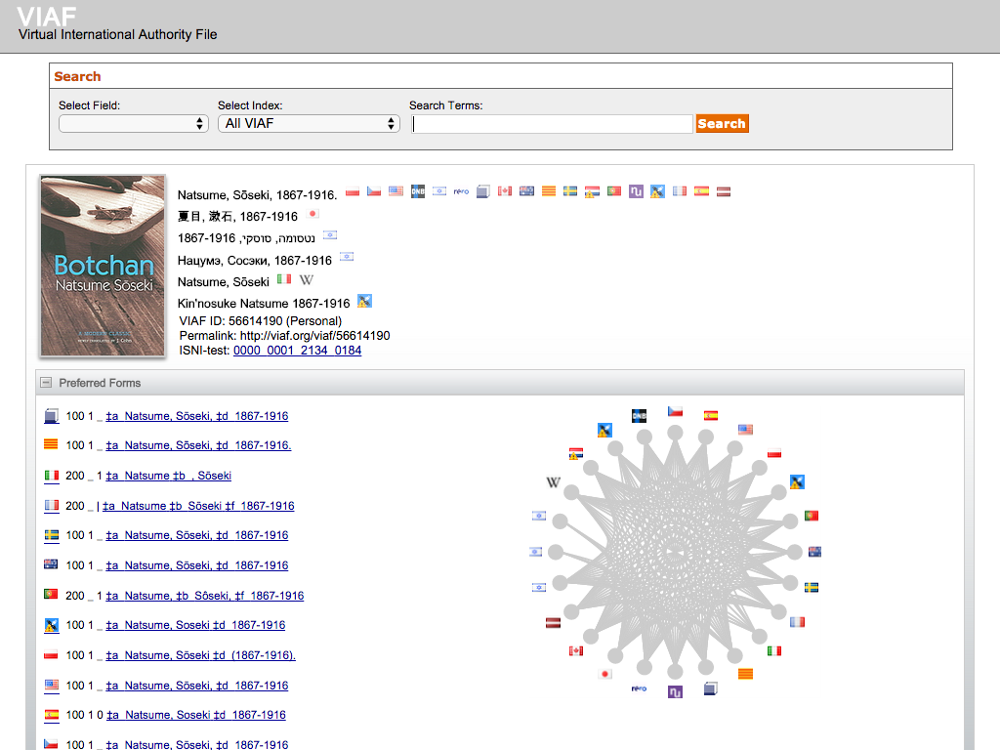 VIAF
Virtual International Authority File
Search
Select Field: Select Index: Search Terms:
All VIAF Search
Botchan
Natsume Sōseki
A MODERN CLASSIC
Natsume, Sōseki, 1867-1916. DNB rero nu
夏目, 漱石, 1867-1916
נטסומה, סוסקי, 1867-1916
Нацумэ, Сосэки, 1867-1916
Natsume, Sōseki W
Kin'nosuke Natsume 1867-1916
VIAF ID: 56614190 (Personal)
Permalink: http://viaf.org/viaf/56614190
ISNI-test: 0000 0001 2134 0184
Preferred Forms
100 1 _ ‡a Natsume, Sōseki, ‡d 1867-1916
100 1 _ ‡a Natsume, Sōseki, ‡d 1867-1916.
200 _ 1 ‡a Natsume ‡b , Sōseki
200 _ | ‡a Natsume ‡b Sōseki ‡f 1867-1916
100 1 _ ‡a Natsume, Sōseki, ‡d 1867-1916
100 1 _ ‡a Natsume, Sōseki, ‡d 1867-1916
200 _ 1 ‡a Natsume, ‡b Sōseki, ‡f 1867-1916
100 1 _ ‡a Natsume, Soseki ‡d 1867-1916
100 1 _ ‡a Natsume, Sōseki ‡d (1867-1916).
100 1 _ ‡a Natsume, Sōseki, ‡d 1867-1916
100 1 0 ‡a Natsume, Soseki ‡d 1867-1916
100 1 _ ‡a Natsume, Sōseki, ‡d 1867-1916
DNB
W
rero
nu